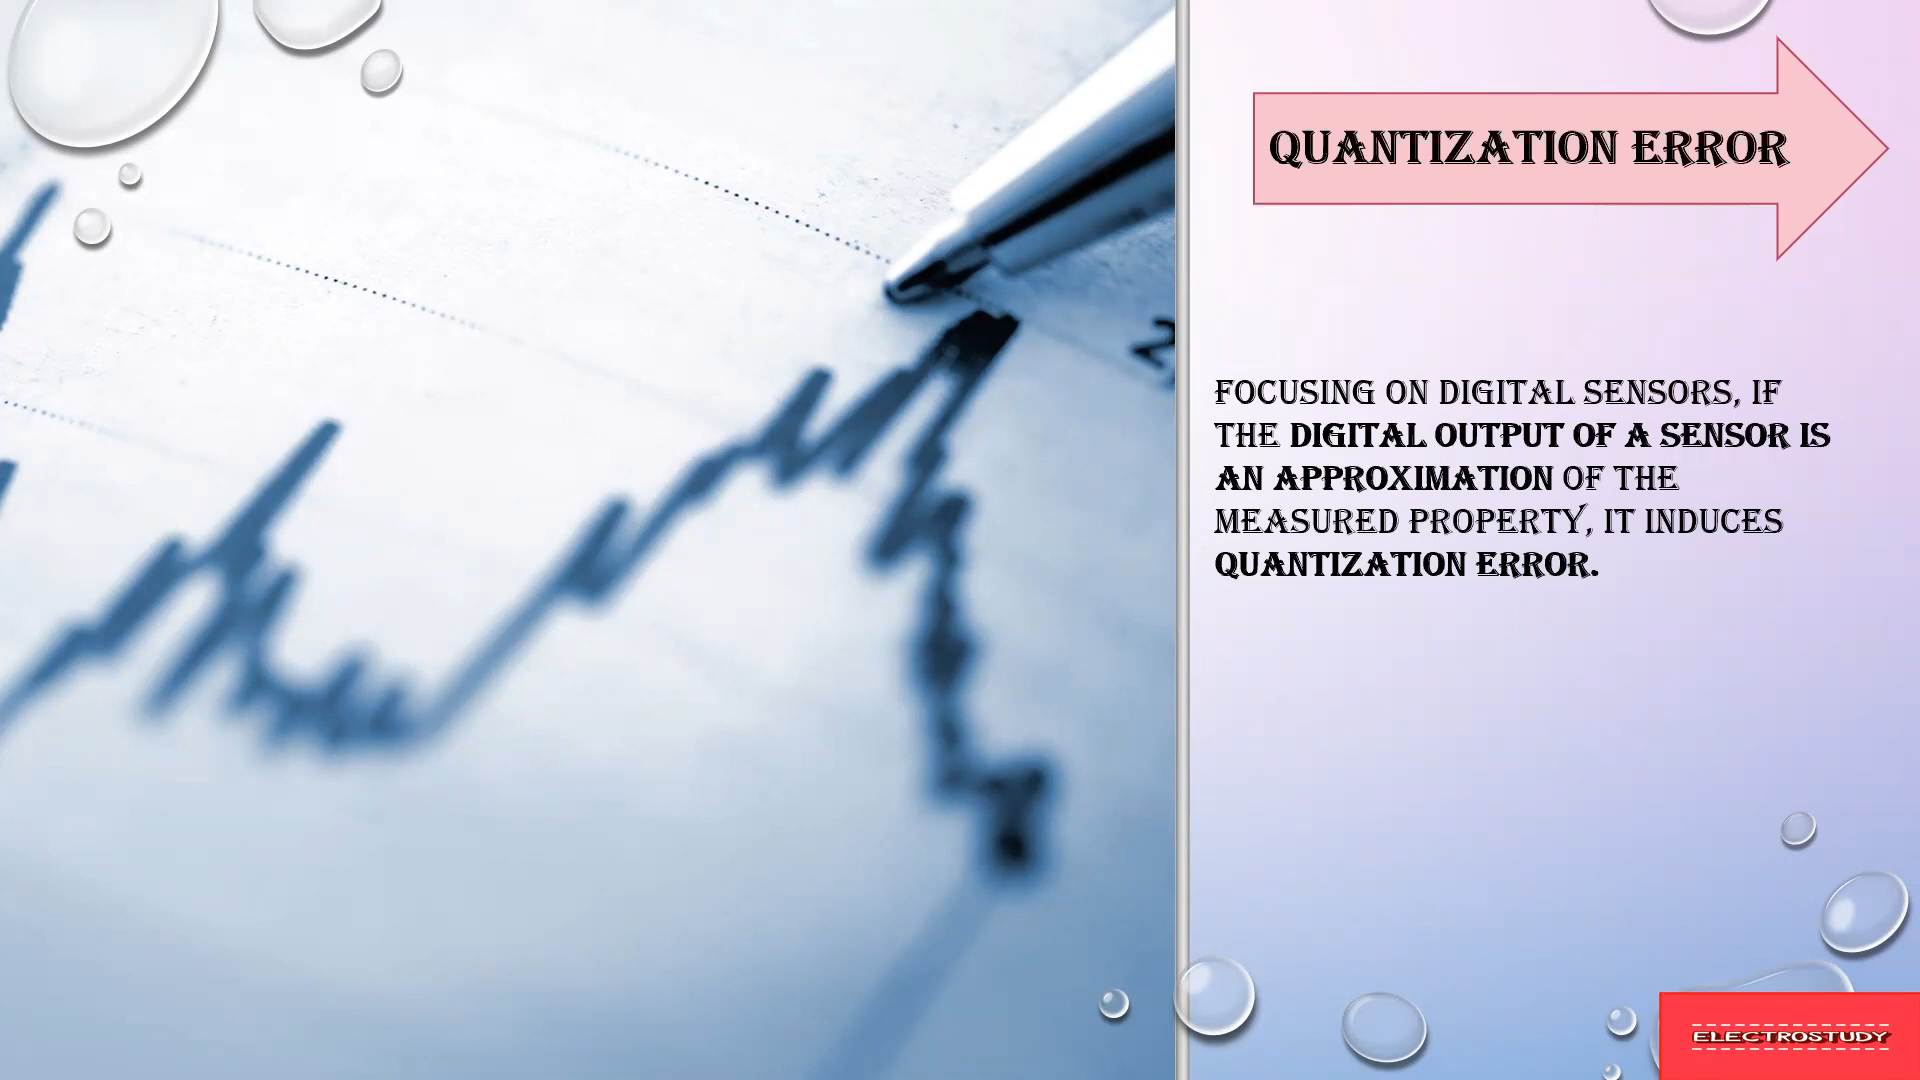 QUANTIZATION ERROR
FOCUSING ON DIGITAL SENSORS, IF
THE DIGITAL OUTPUT OF A SENSOR IS
AN APPROXIMATION OF THE
MEASURED PROPERTY, IT INDUCES
QUANTIZATION ERROR.
ELECTROSTUDY